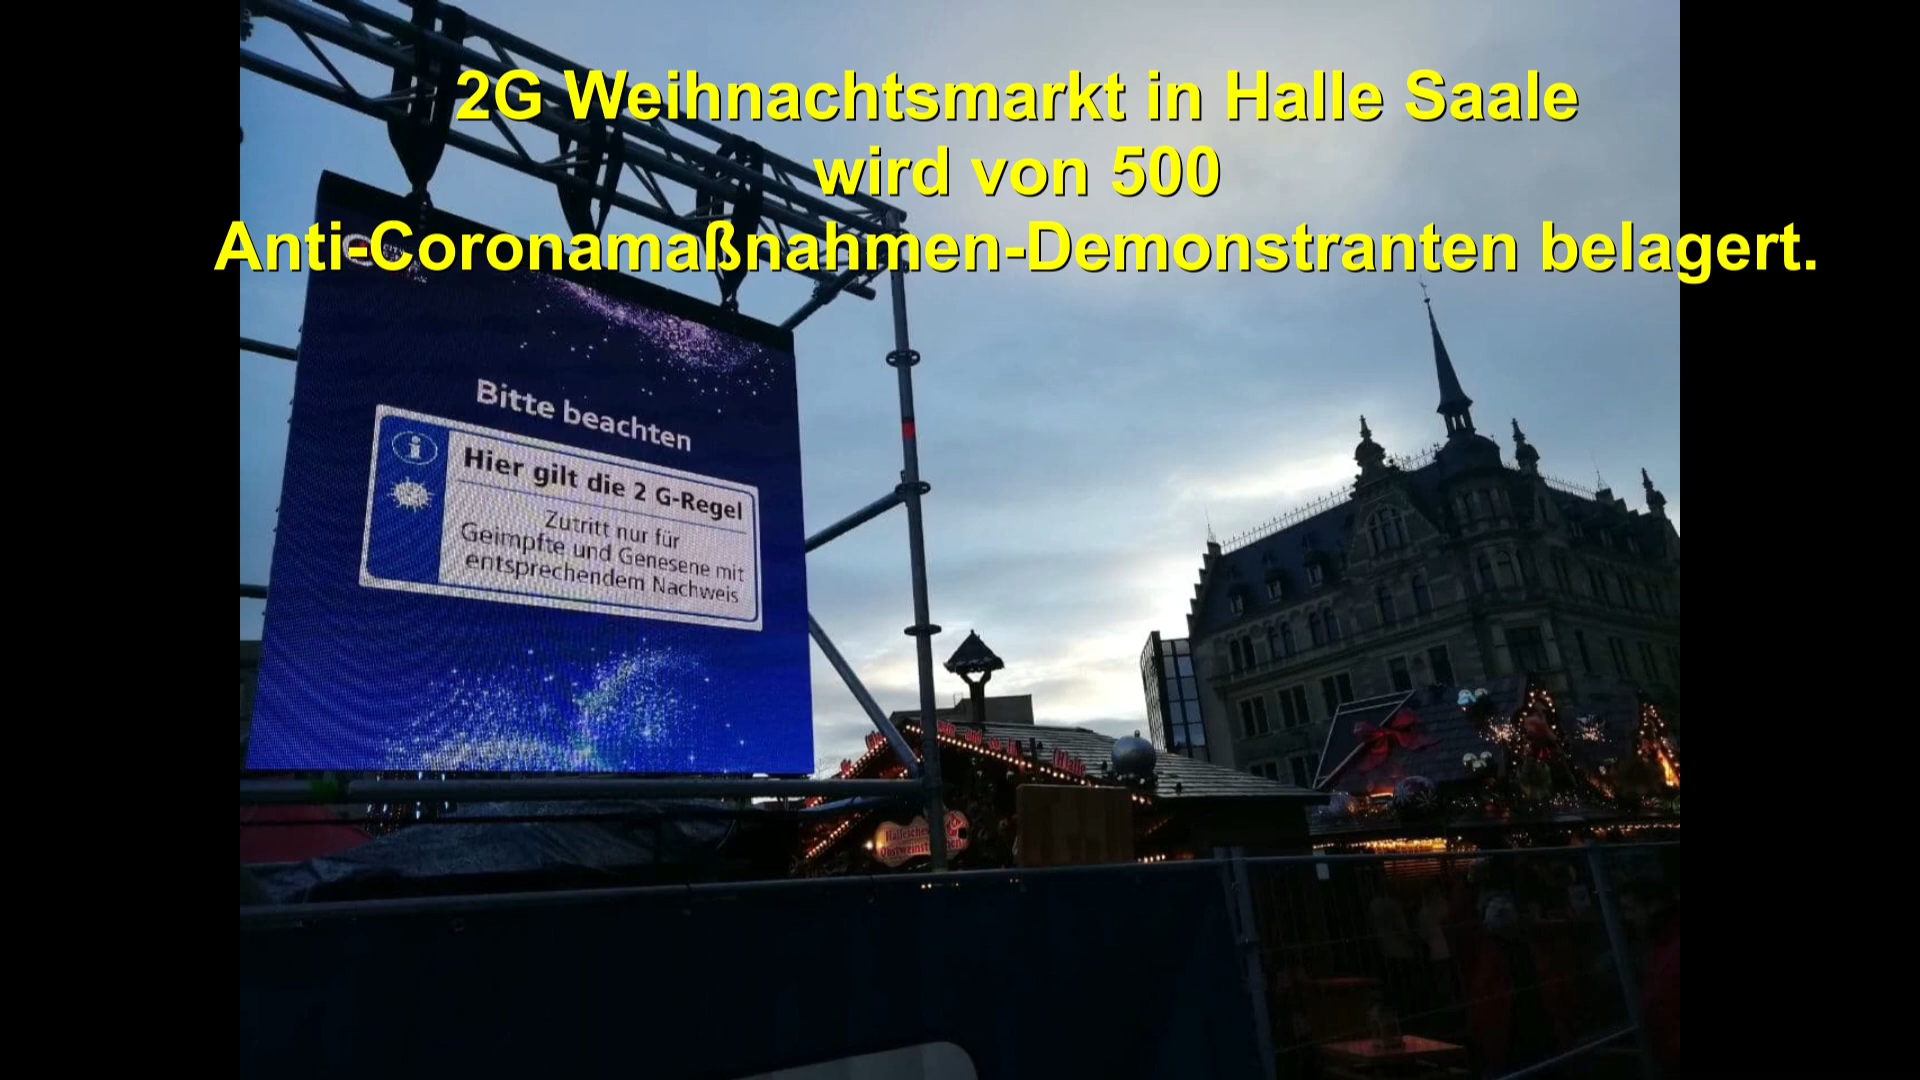 2G Weihnachtsmarkt in Halle Saale
wird von 500
Anti-Coronamaßnahmen-Demonstranten belagert.
Bitte beachten
Hier gilt die 2 G-Regel
Zutritt nur für
Geimpfte und Genesene mit
entsprechendem Nachweis